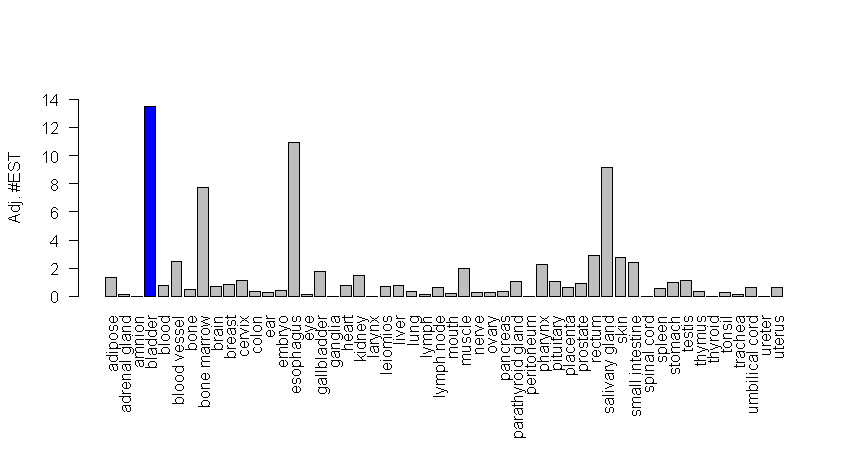 Adj. #EST
14
12
10
8
6
4
2
0
adipose
adrenal gland
amnion
bladder
blood
blood vessel
bone
bone marrow
brain
breast
cervix
colon
ear
embryo
esophagus
eye
gallbladder
ganglia
heart
kidney
larynx
leiomios
liver
lung
lymph
lymph node
mouth
muscle
nerve
ovary
pancreas
parathyroid gland
peritoneum
pharynx
pituitary
placenta
prostate
rectum
salivary gland
skin
small intestine
spinal cord
spleen
stomach
testis
thymus
thyroid
tonsil
trachea
umbilical cord
ureter
uterus